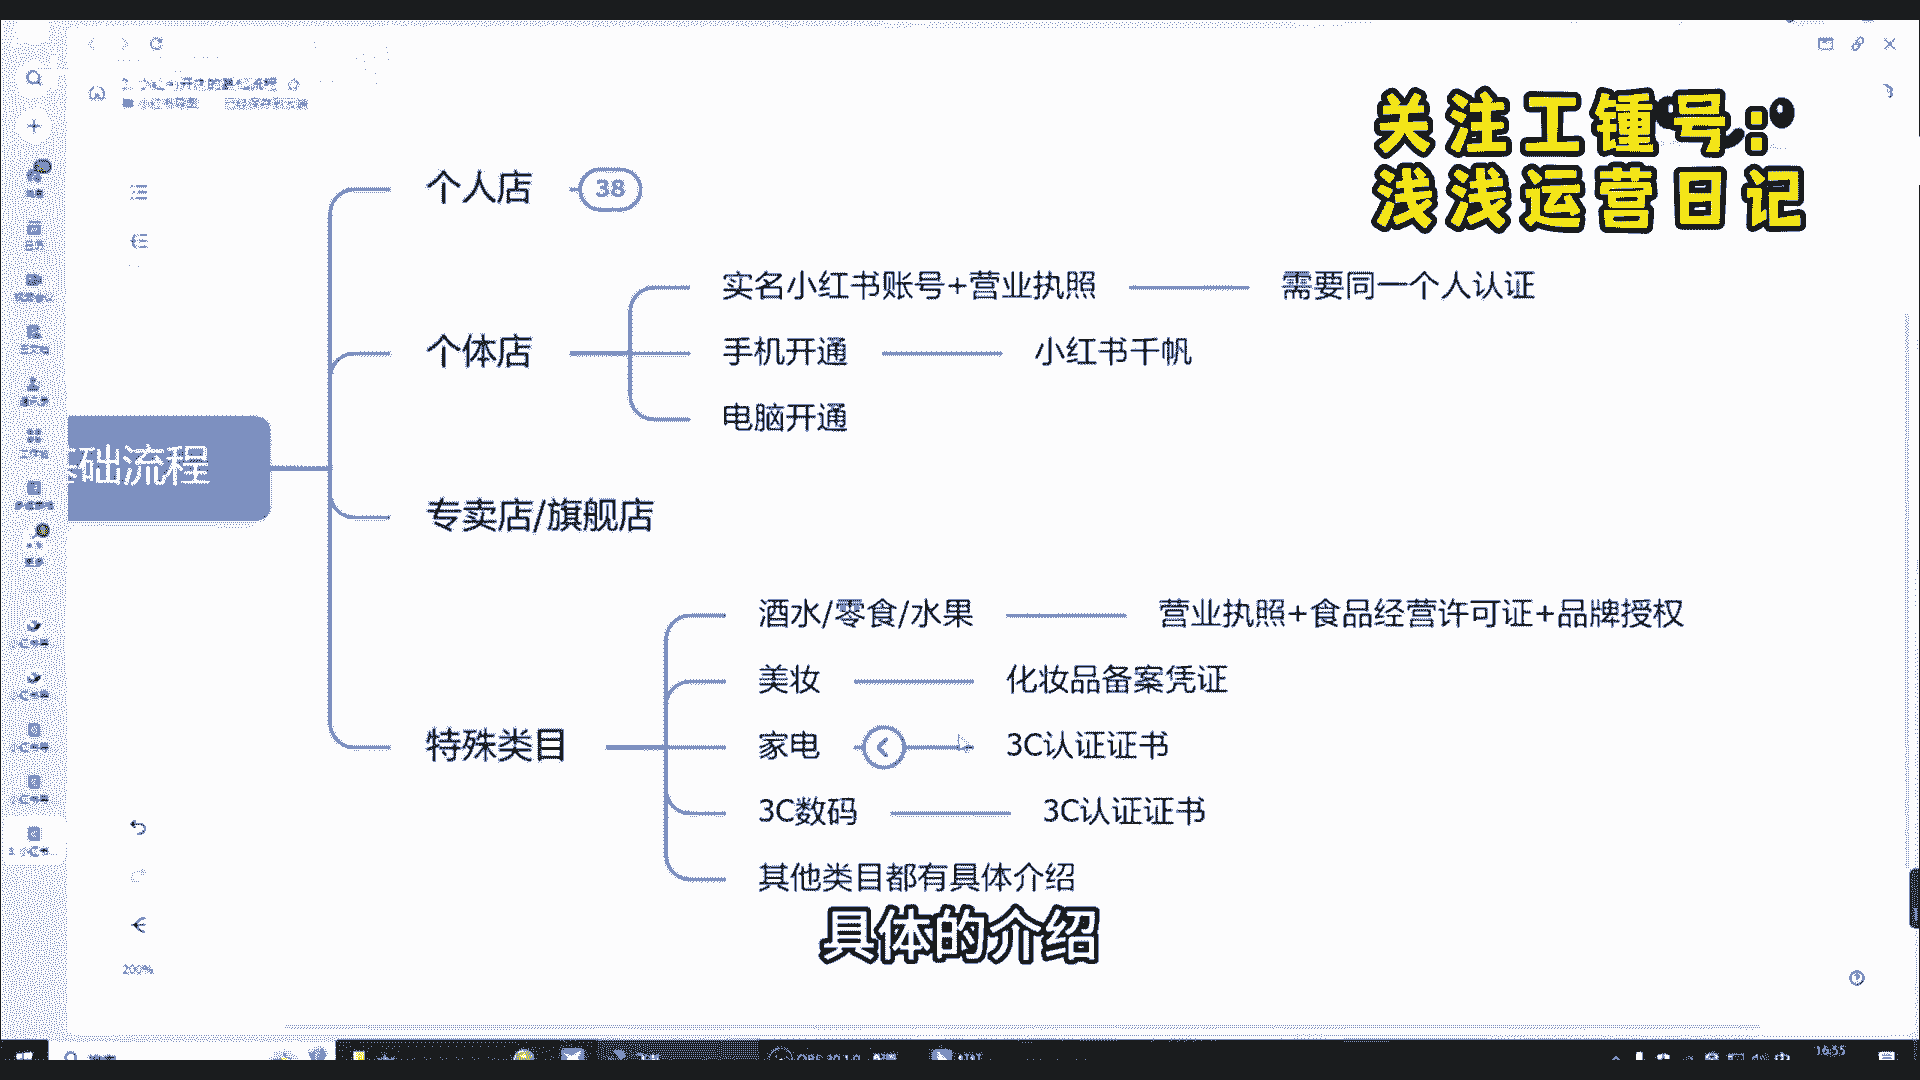 关注工锺号:
浅浅运营日记
个人店
38
实名小红书账号+营业执照
需要同一个人认证
个体店
手机开通
小红书千帆
电脑开通
础流程
专卖店/旗舰店
酒水/零食/水果
营业执照+食品经营许可证+品牌授权
美妆
化妆品备案凭证
特殊类目
家电
3C认证证书
3C数码
3C认证证书
其他类目都有具体介绍
具体的介绍
200%
16:55